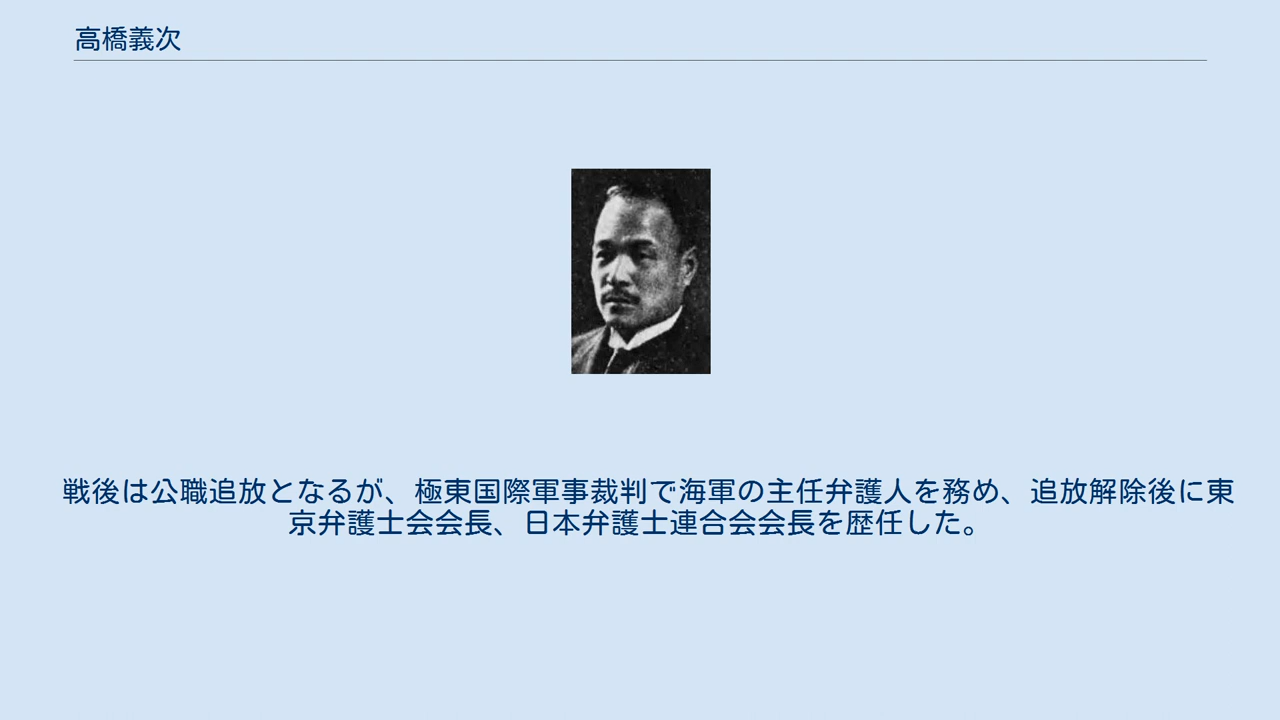 高橋義次
戦後は公職追放となるが、極東国際軍事裁判で海軍の主任弁護人を務め、追放解除後に東
京弁護士会会長、日本弁護士連合会会長を歴任した。